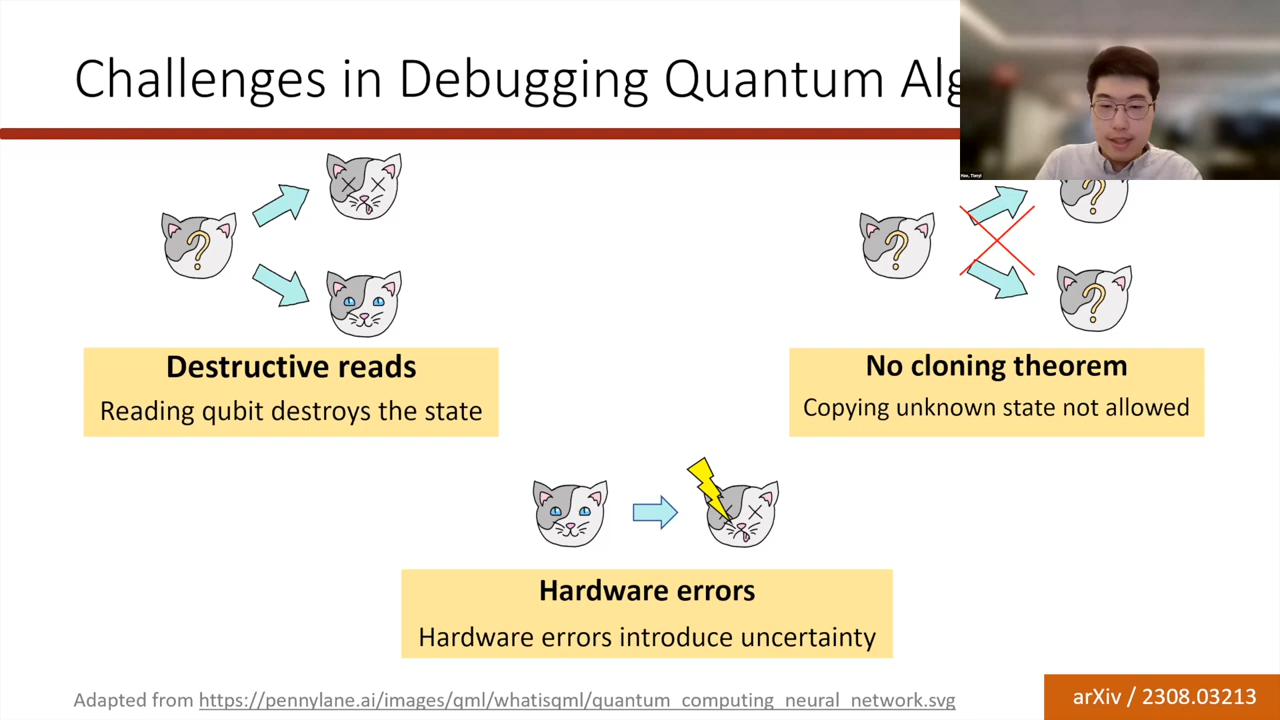 Challenges in Debugging Quantum Alg
Hao, Tianyi
?
?
?
?
Destructive reads
Reading qubit destroys the state
No cloning theorem
Copying unknown state not allowed
Hardware errors
Hardware errors introduce uncertainty
Adapted from https://pennylane.ai/images/qml/whatisqml/quantum_computing_neural_network.svg
arXiv / 2308.03213